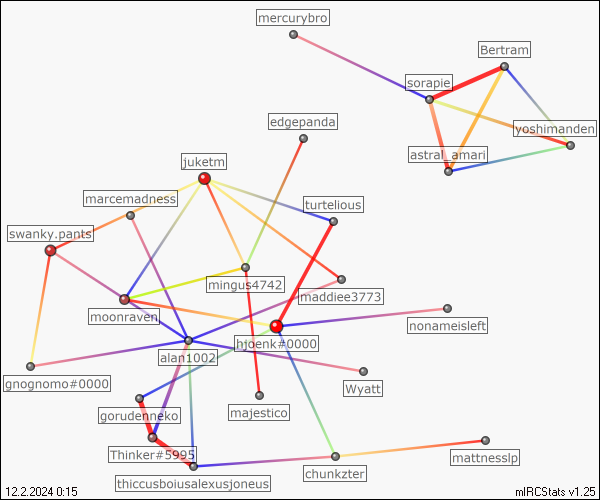 mercurybro
Bertram
sorapie
edgepanda
yoshimanden
astral_amari
juketm
marcemadness
turtelious
swanky.pants
mingus4742
maddiee3773
moonraven
nonameisleft
hjoenk#0000
alan1002
gnognomo#0000
Wyatt
gorudenneko
majestico
Thinker#5995
mattnesslp
chunkzter
thiccusboiusalexusjoneus
12.2.2024 0:15
mIRCStats v1.25